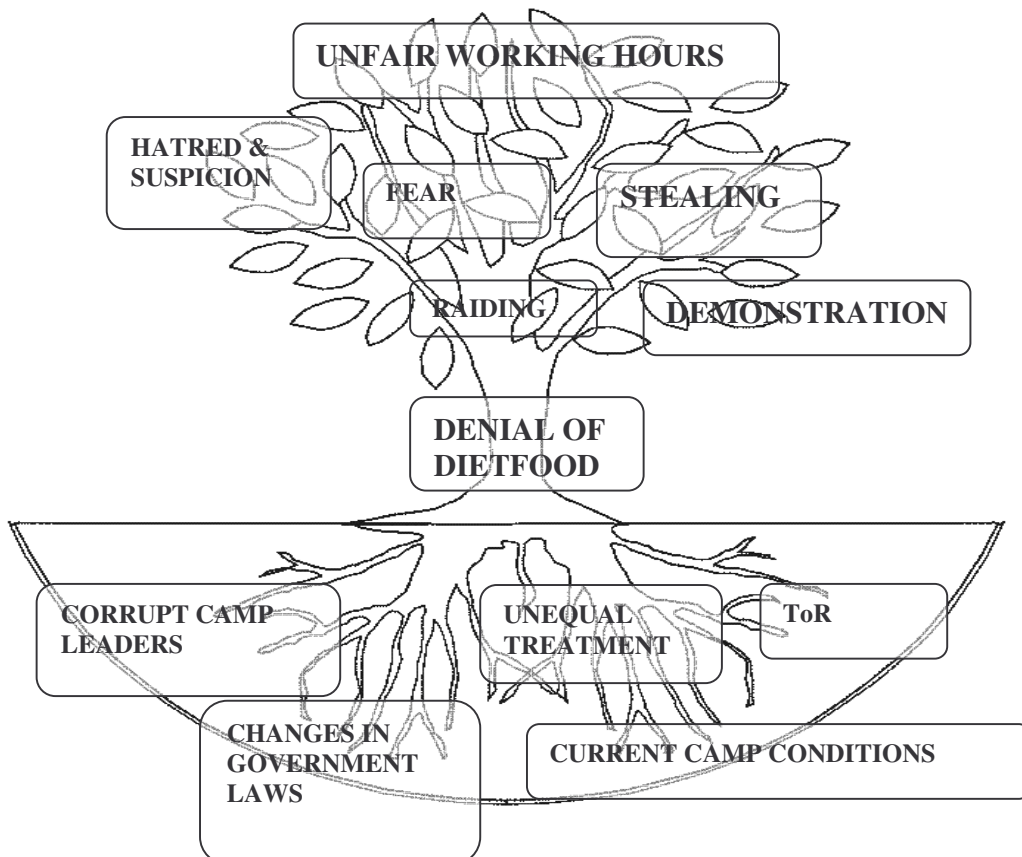 UNFAIR WORKING HOURS
HATRED &
SUSPICION
FEAR
STEALING
RAIDING
DEMONSTRATION
DENIAL OF
DIETFOOD
CORRUPT CAMP
LEADERS
UNEQUAL
TREATMENT
ToR
CHANGES IN
GOVERNMENT
LAWS
CURRENT CAMP CONDITIONS